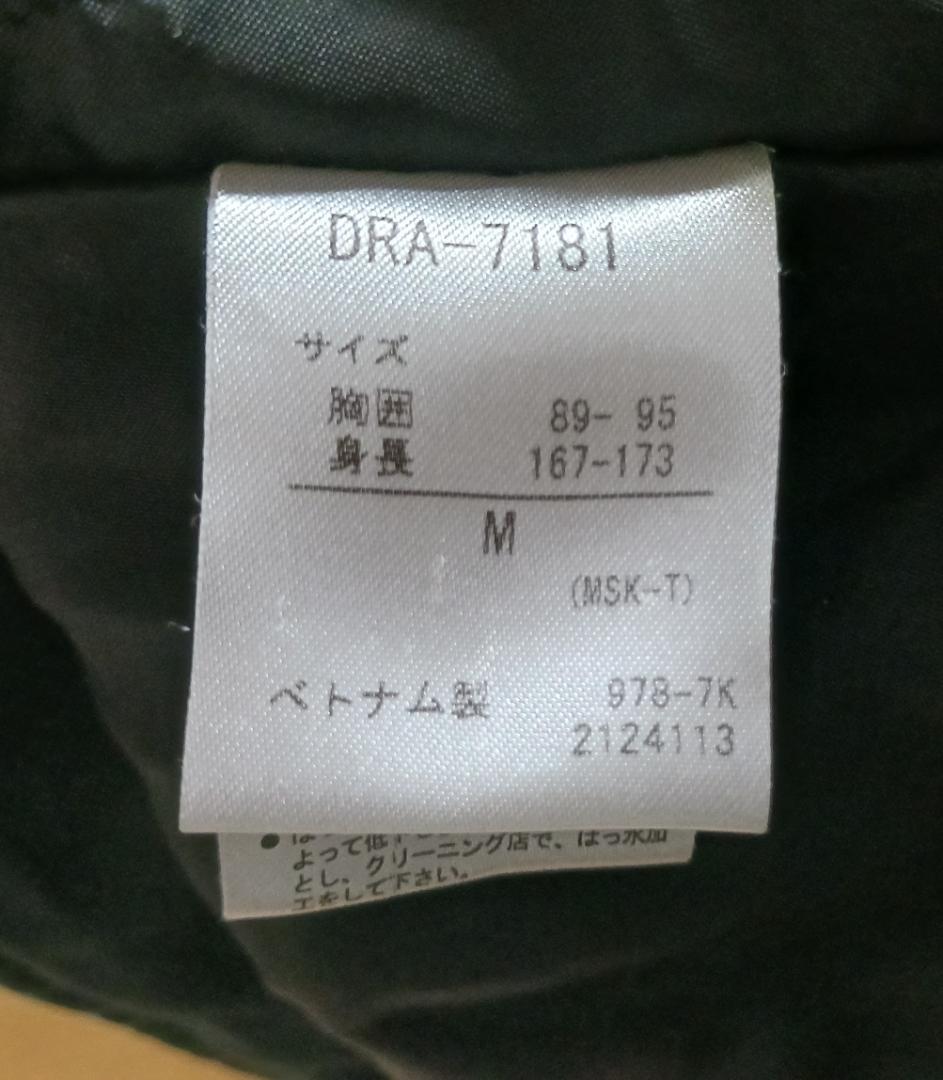 DRA-7181
サイズ
胸囲 89- 95
身長 167-173
M
(MSK-T)
ベトナム製 978-7K
2124113
よって低下
とし、クリーニング店で、はっ水加
工をして下さい。